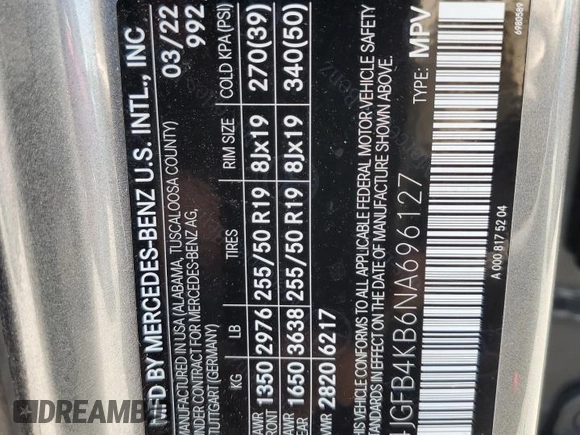 MFD BY MERCEDES-BENZ U.S. INTL., INC
03/22
MANUFACTURED IN USA (ALABAMA, TUSCALOOSA COUNTY)
992
UNDER CONTRACT FOR MERCEDES-BENZ AG,
STUTTGART (GERMANY)
KG LB TIRES RIM SIZE COLD KPA (PSI)
FRONT 1350 2976 255/50 R19 8Jx19 270(39)
REAR 1650 3638 255/50 R19 8Jx19 340(50)
2820 6217
THIS VEHICLE CONFORMS TO ALL APPLICABLE FEDERAL MOTOR VEHICLE SAFETY
STANDARDS IN EFFECT ON THE DATE OF MANUFACTURE SHOWN ABOVE.
JGFB4KB6NA696127 TYPE: MPV
A 000 817 52 04
6980589
DREAMB